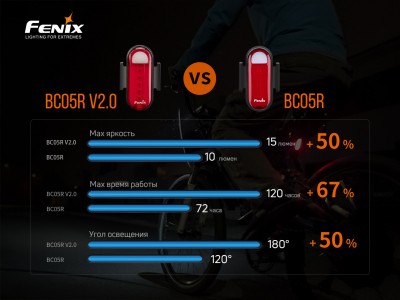 FENIX
LIGHTING FOR EXTREMES
BC05R V2.0
VS
BC05R
Max яркость
BC05R V2.0 15 люмен
BC05R 10 люмен
+ 50 %
Max время работы
BC05R V2.0 120 часов
BC05R 72 часа
+ 67 %
Угол освещения
BC05R V2.0 180°
BC05R 120°
+ 50 %